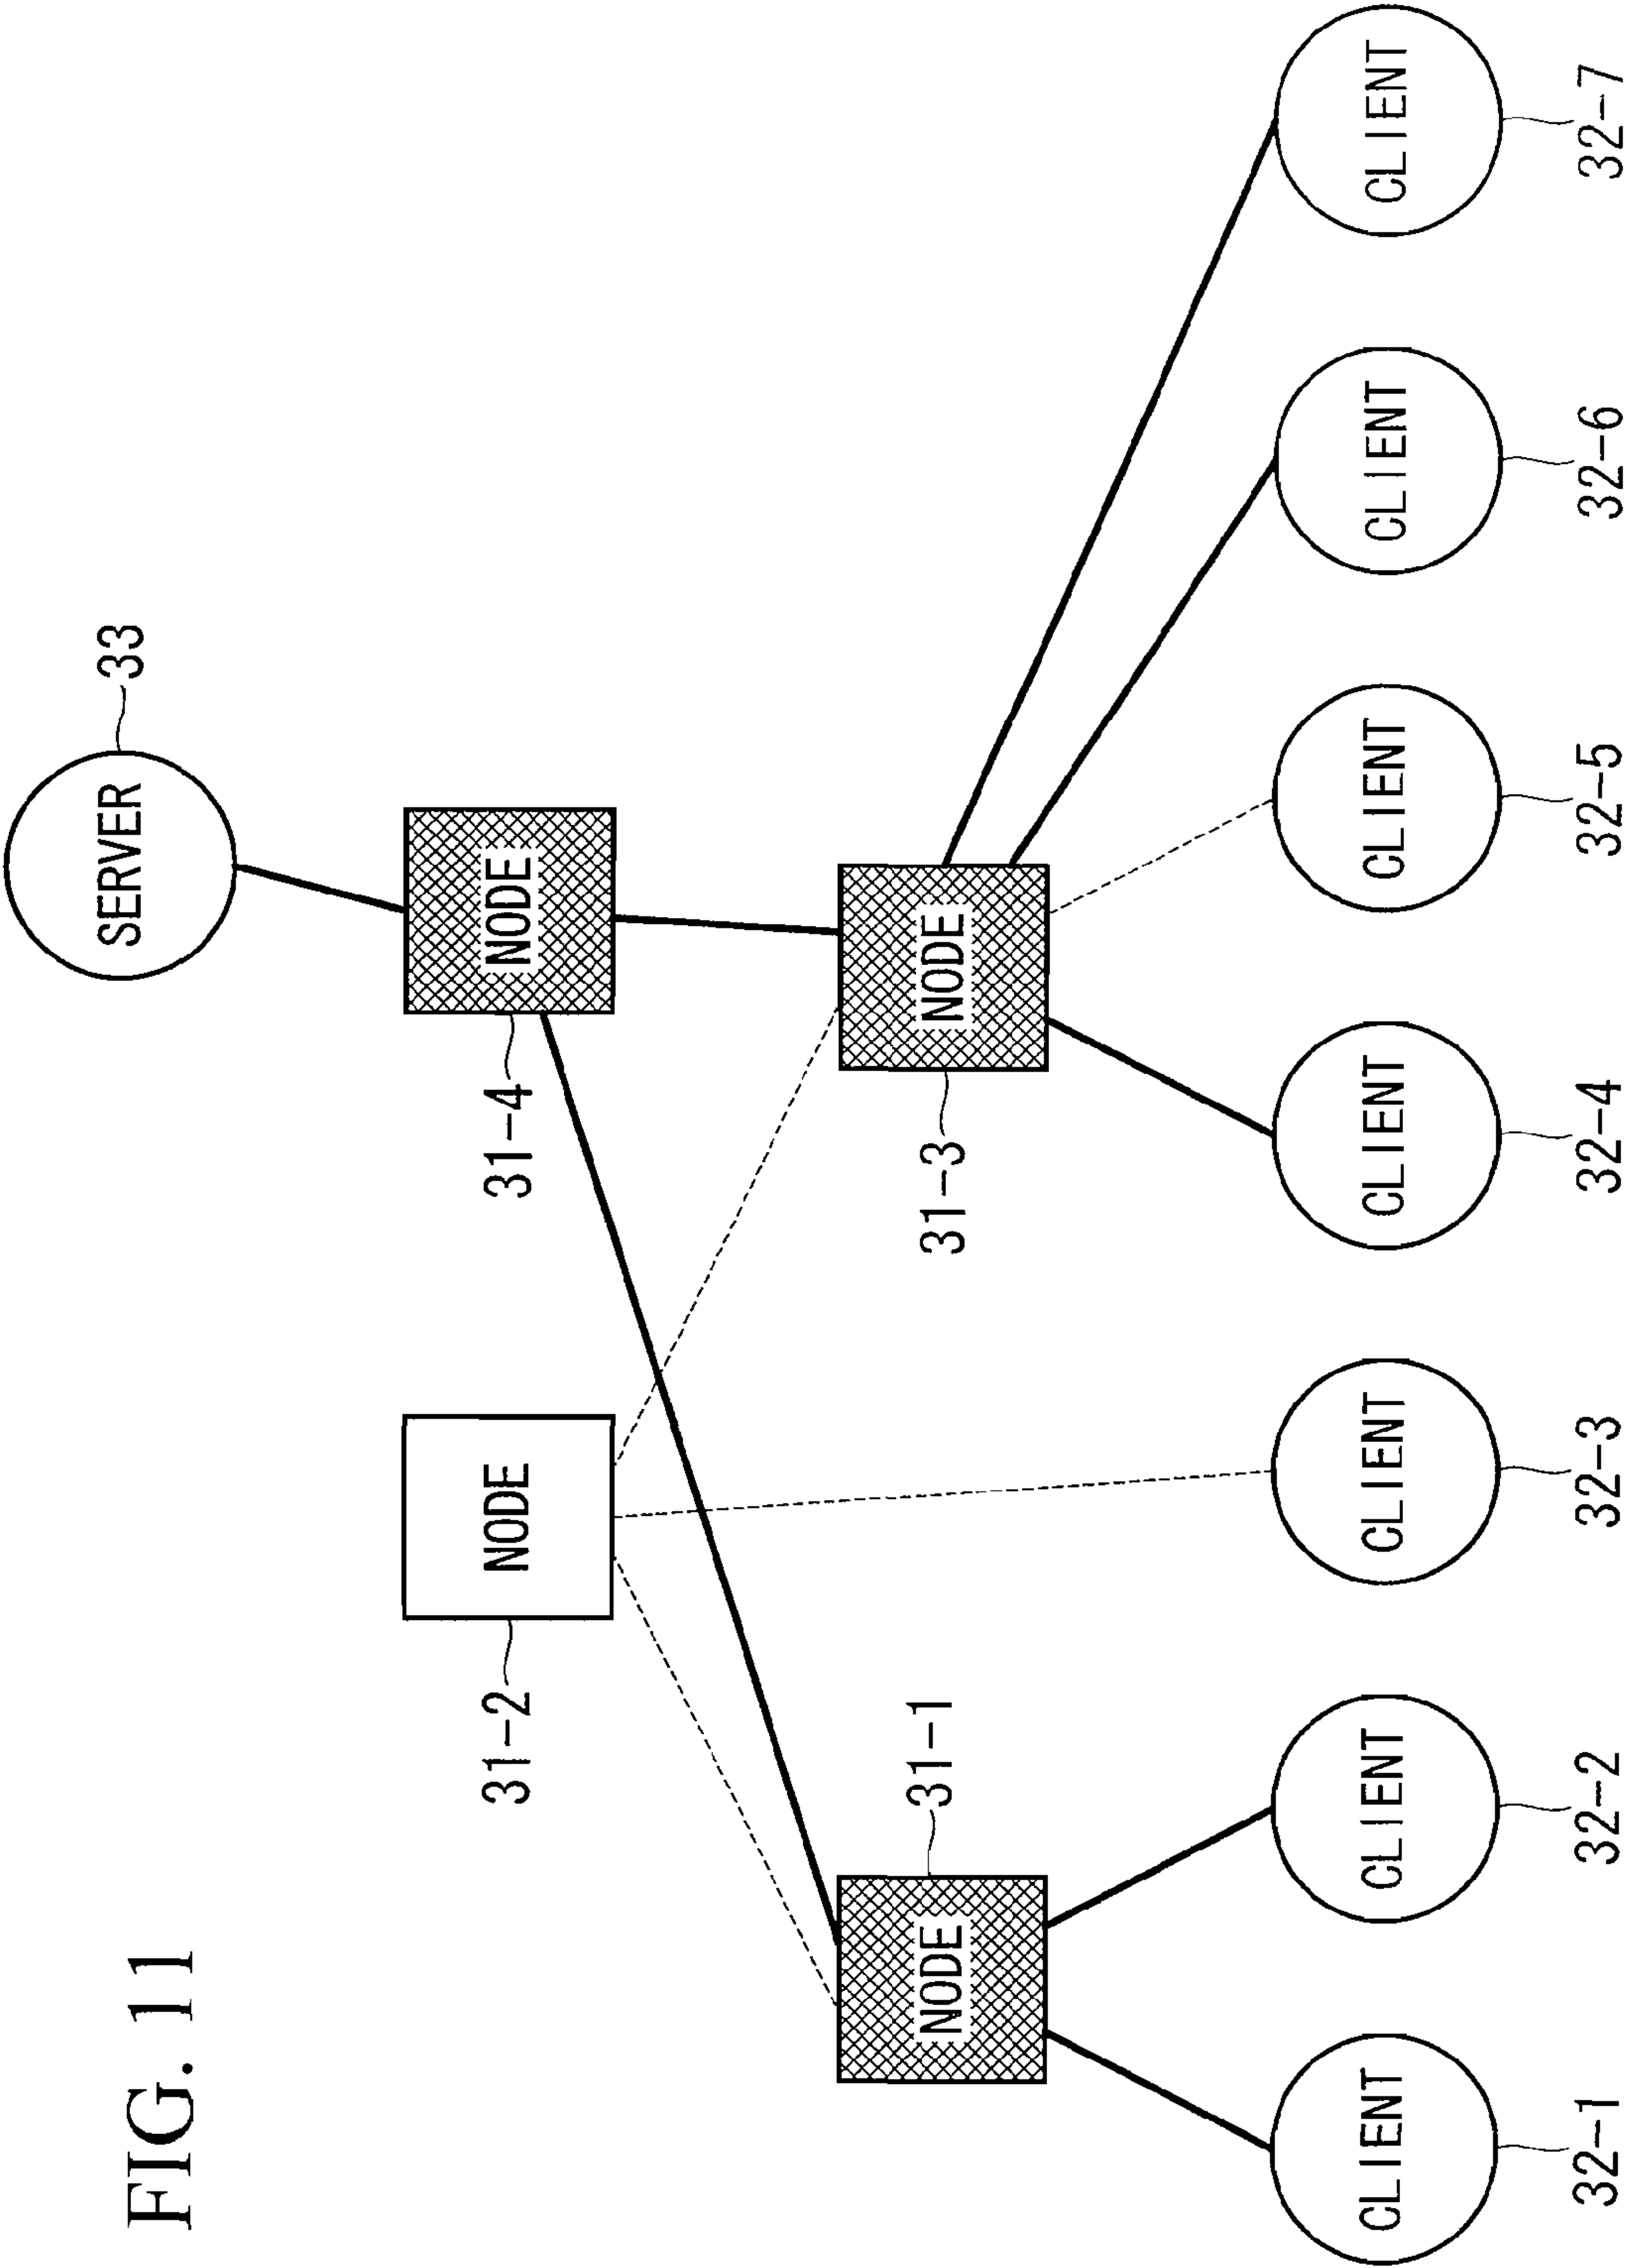 FIG. 11
SERVER
33
NODE
31-2
NODE
31-4
NODE
31-1
NODE
31-3
CLIENT
CLIENT
CLIENT
CLIENT
CLIENT
CLIENT
CLIENT
32-1
32-2
32-3
32-4
32-5
32-6
32-7